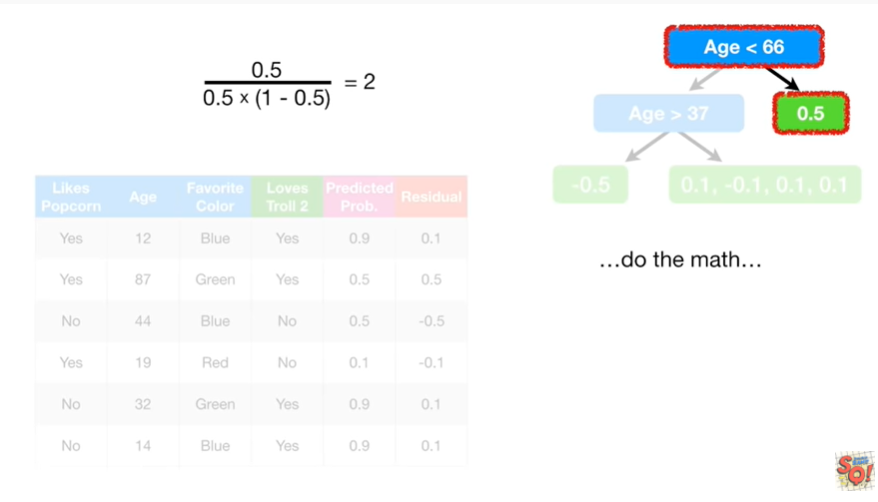 Age < 66
0.5
0.5 × (1 - 0.5)
= 2
Age > 37
0.5
-0.5
0.1, -0.1, 0.1, 0.1
Likes Popcorn Age Favorite Color Loves Troll 2 Predicted Prob. Residual
Yes 12 Blue Yes 0.9 0.1
Yes 87 Green Yes 0.5 0.5
No 44 Blue No 0.5 -0.5
Yes 19 Red No 0.1 -0.1
No 32 Green Yes 0.9 0.1
No 14 Blue Yes 0.9 0.1
…do the math…